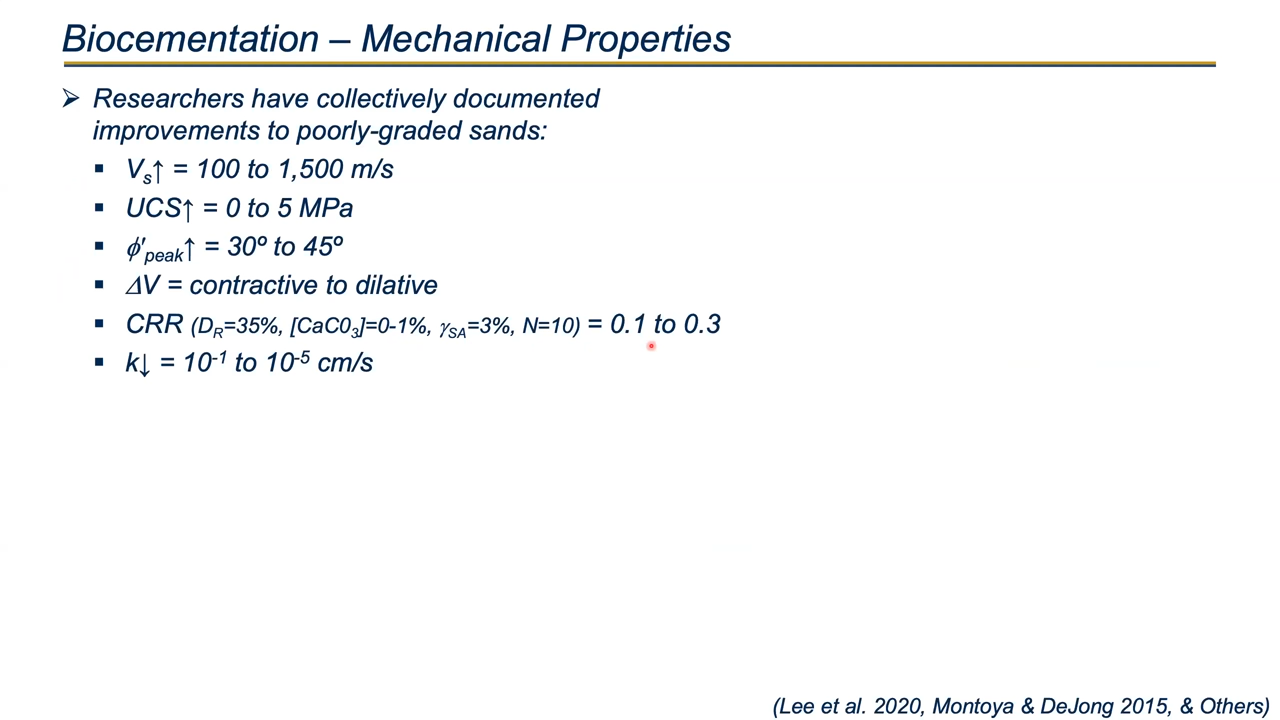 Biocementation – Mechanical Properties
➢ Researchers have collectively documented
improvements to poorly-graded sands:
▪ Vs↑ = 100 to 1,500 m/s
▪ UCS↑ = 0 to 5 MPa
▪ ϕ'peak↑ = 30º to 45º
▪ ΔV = contractive to dilative
▪ CRR (DR=35%, [CaC03]=0-1%, γSA=3%, N=10) = 0.1 to 0.3
▪ k↓ = 10-1 to 10-5 cm/s
(Lee et al. 2020, Montoya & DeJong 2015, & Others)